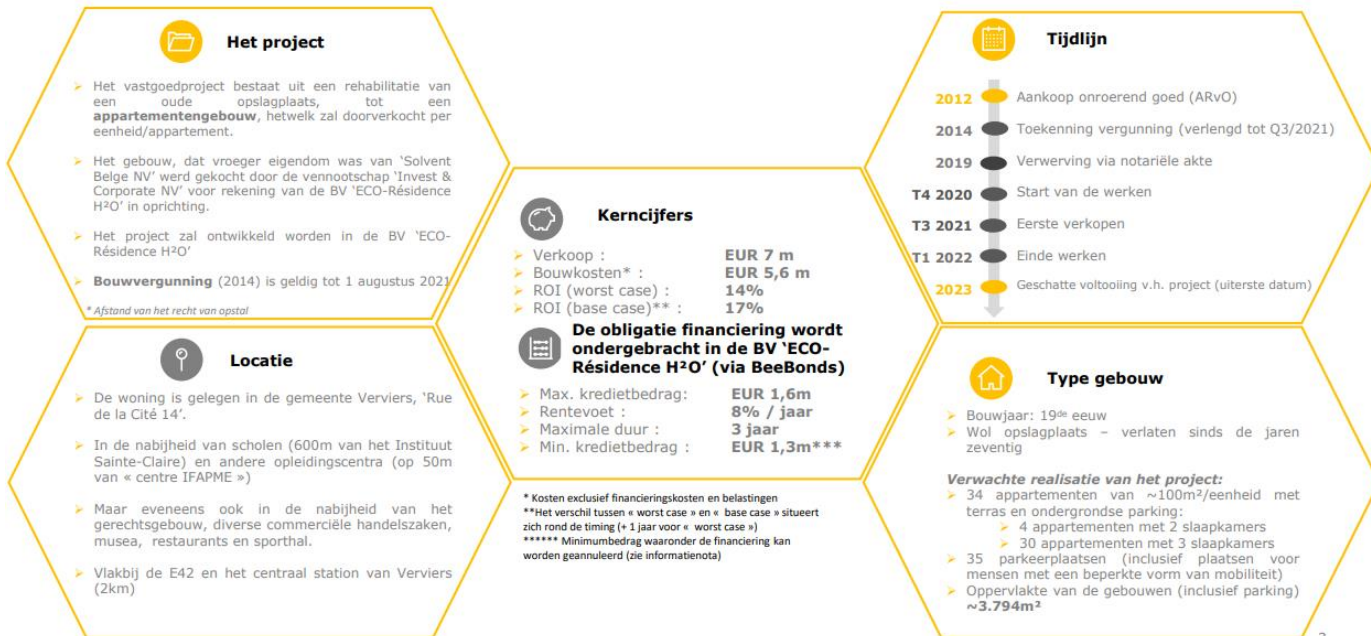 Het project
Het vastgoedproject bestaat uit een rehabilitatie van
een oude opslagplaats, tot een
appartementengebouw, hetwelk zal doorverkocht per
eenheid/appartement.
Het gebouw, dat vroeger eigendom was van 'Solvent
Belge NV' werd gekocht door de vennootschap 'Invest &
Corporate NV' voor rekening van de BV 'ECO-Résidence
H²O' in oprichting.
Het project zal ontwikkeld worden in de BV 'ECO-
Résidence H²O'
Bouwvergunning (2014) is geldig tot 1 augustus 2021
* Afstand van het recht van opstal
Locatie
De woning is gelegen in de gemeente Verviers, 'Rue
de la Cité 14'.
In de nabijheid van scholen (600m van het Instituut
Sainte-Claire) en andere opleidingscentra (op 50m
van « centre IFAPME »)
Maar eveneens ook in de nabijheid van het
gerechtsgebouw, diverse commerciële handelszaken,
musea, restaurants en sporthal.
Vlakbij de E42 en het centraal station van Verviers
(2km)
Kerncijfers
Verkoop : EUR 7 m
Bouwkosten* : EUR 5,6 m
ROI (worst case) : 14%
ROI (base case)** : 17%
De obligatie financiering wordt
ondergebracht in de BV 'ECO-
Résidence H²O' (via BeeBonds)
Max. kredietbedrag: EUR 1,6m
Rentevoet : 8% / jaar
Maximale duur : 3 jaar
Min. kredietbedrag : EUR 1,3m***
* Kosten exclusief financieringskosten en belastingen
**Het verschil tussen « worst case » en « base case » situeert
zich rond de timing (+ 1 jaar voor « worst case »)
****** Minimumbedrag waaronder de financiering kan
worden geannuleerd (zie informatienota)
Tijdlijn
2012 Aankoop onroerend goed (ARvO)
2014 Toekenning vergunning (verlengd tot Q3/2021)
2019 Verwerving via notariële akte
T4 2020 Start van de werken
T3 2021 Eerste verkopen
T1 2022 Einde werken
2023 Geschatte voltooiing v.h. project (uiterste datum)
Type gebouw
Bouwjaar: 19de eeuw
Wol opslagplaats – verlaten sinds de jaren
zeventig
Verwachte realisatie van het project:
34 appartementen van ~100m²/eenheid met
terras en ondergrondse parking:
4 appartementen met 2 slaapkamers
30 appartementen met 3 slaapkamers
35 parkeerplaatsen (inclusief plaatsen voor
mensen met een beperkte vorm van mobiliteit)
Oppervlakte van de gebouwen (inclusief parking)
~3.794m²